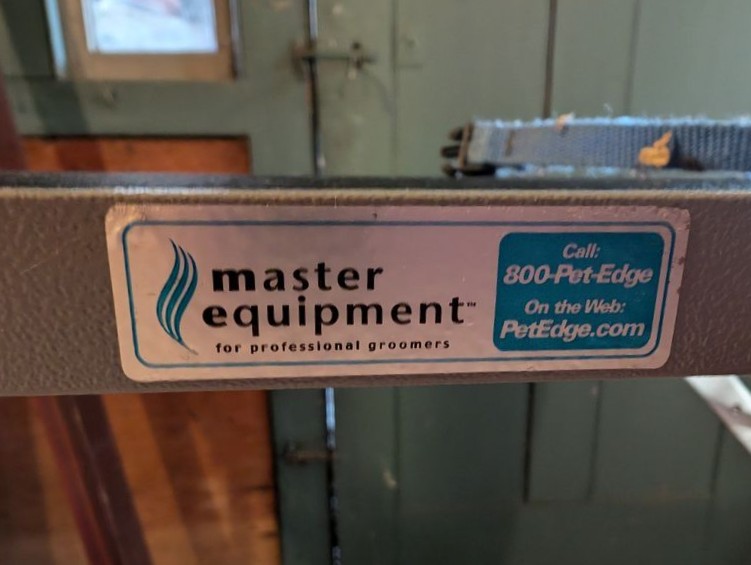 master
equipment™
for professional groomers
Call:
800-Pet-Edge
On the Web:
PetEdge.com